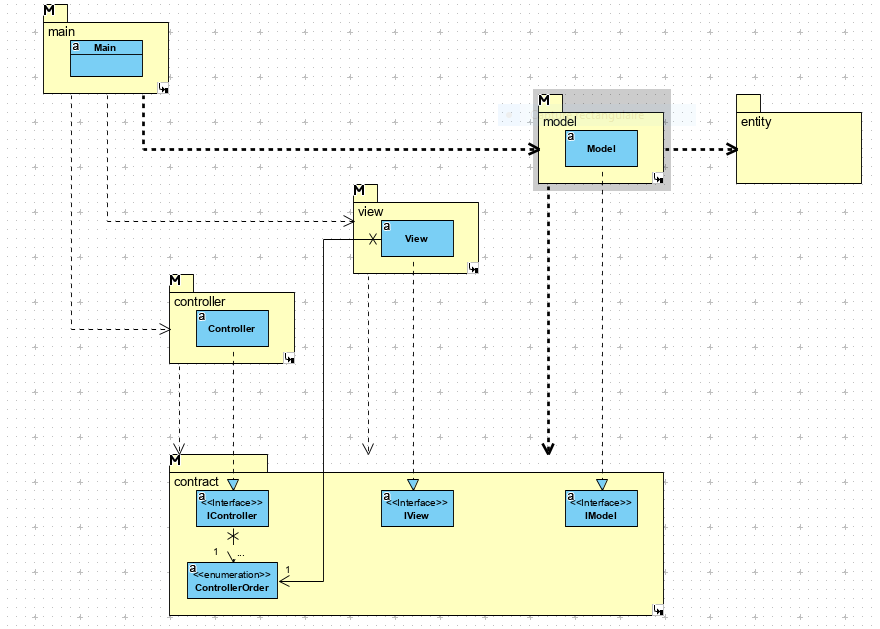 M
main
a Main
M
model
a
Model
entity
M
view
a
View
M
controller
a
Controller
M
contract
a
<<Interface>>
IController
a
<<Interface>>
IView
a
<<Interface>>
IModel
1 ...
a
<<enumeration>>
ControllerOrder
1